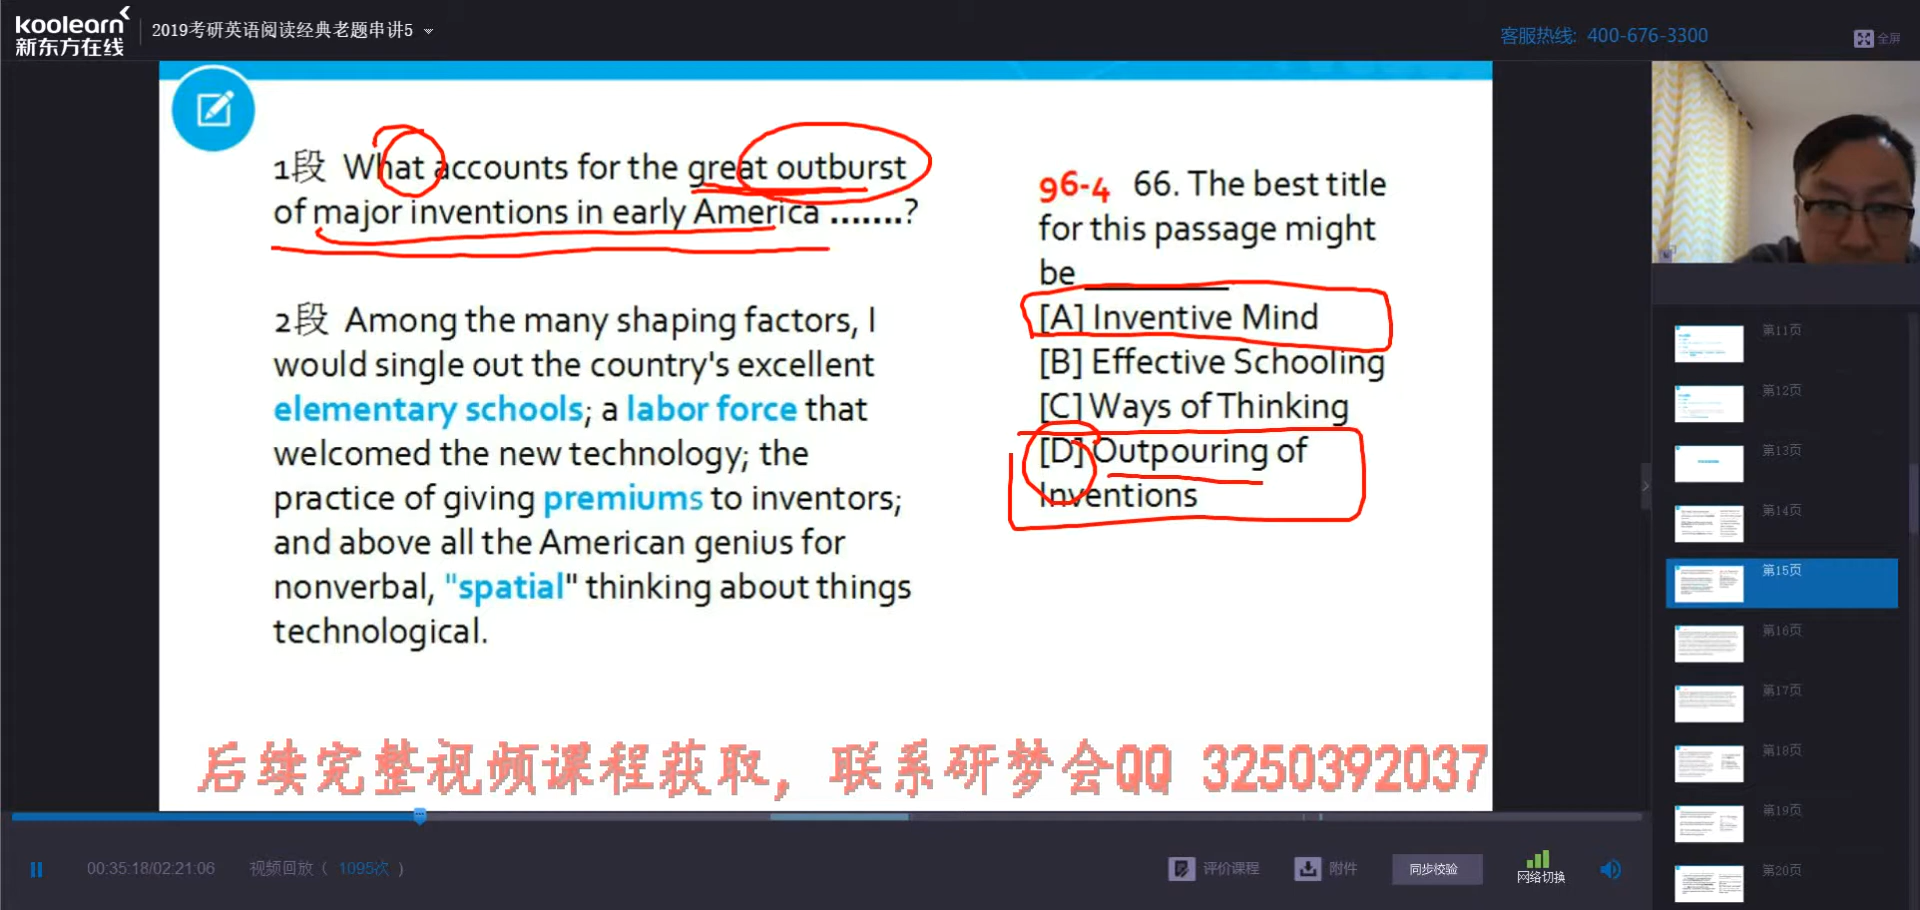 koolearn
新东方在线
2019考研英语阅读经典老题串讲5
客服热线: 400-676-3300
全屏
1段 What accounts for the great outburst
of major inventions in early America .......?
2段 Among the many shaping factors, I
would single out the country's excellent
elementary schools; a labor force that
welcomed the new technology; the
practice of giving premiums to inventors;
and above all the American genius for
nonverbal, "spatial" thinking about things
technological.
96-4 66. The best title
for this passage might
be ________
[A] Inventive Mind
[B] Effective Schooling
[C] Ways of Thinking
[D] Outpouring of
Inventions
后续完整视频课程获取，联系研梦会QQ 3250392037
第11页
第12页
第13页
第14页
第15页
第16页
第17页
第18页
第19页
第20页
00:35:18/02:21:06
视频回放（ 1095次 ）
评价课程
附件
同步校验
网络切换